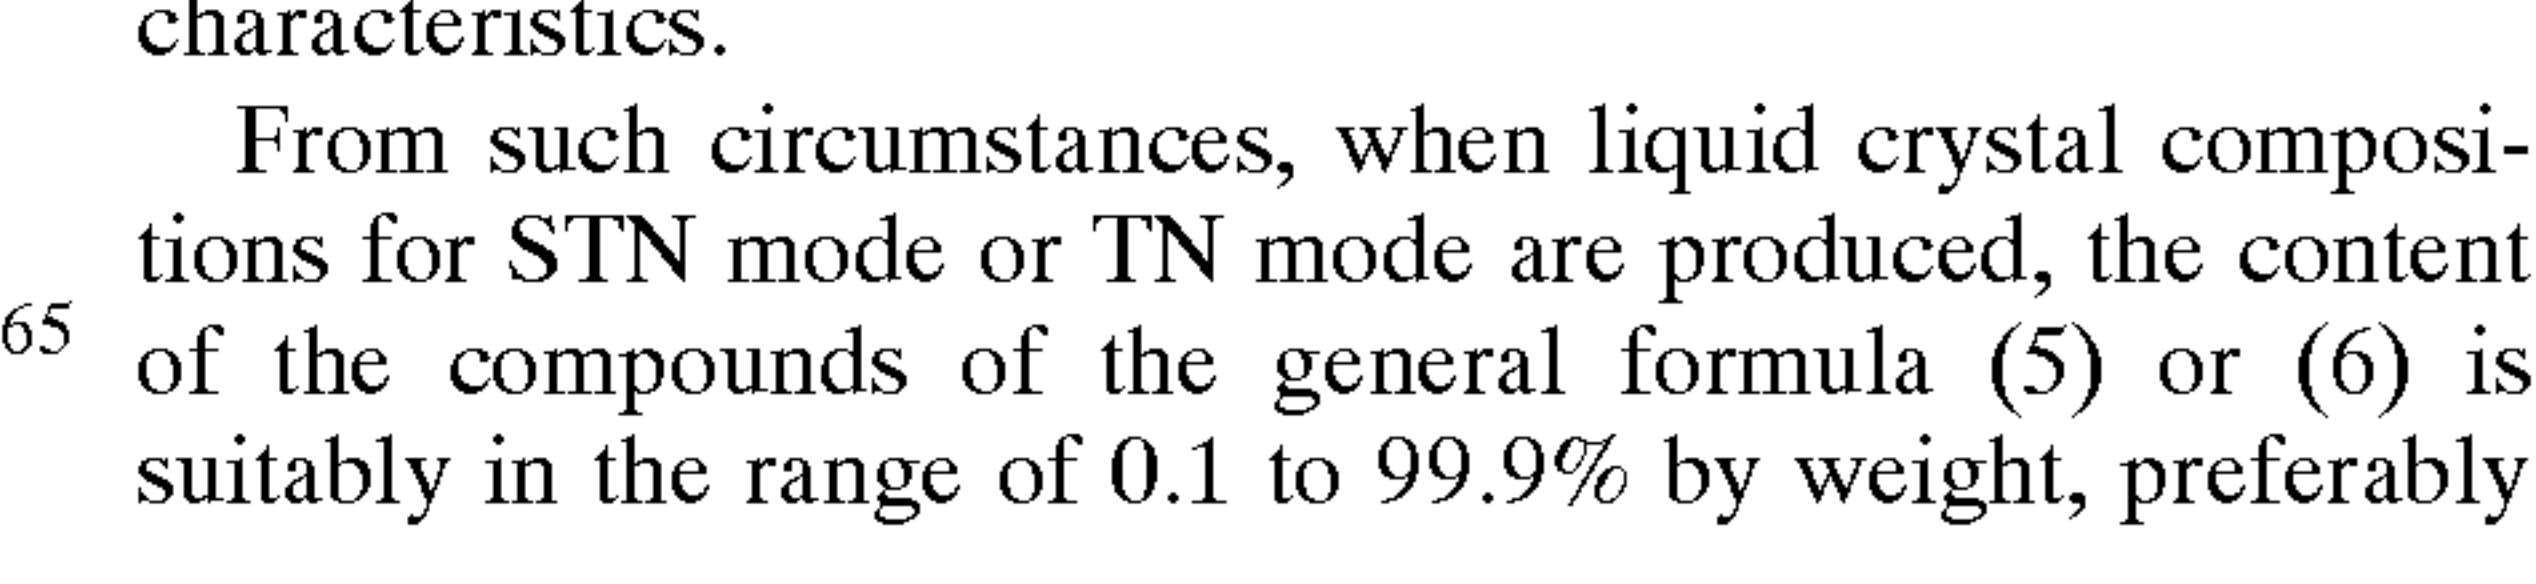 characteristics.
From such circumstances, when liquid crystal composi-
tions for STN mode or TN mode are produced, the content
65 of the compounds of the general formula (5) or (6) is
suitably in the range of 0.1 to 99.9% by weight, preferably